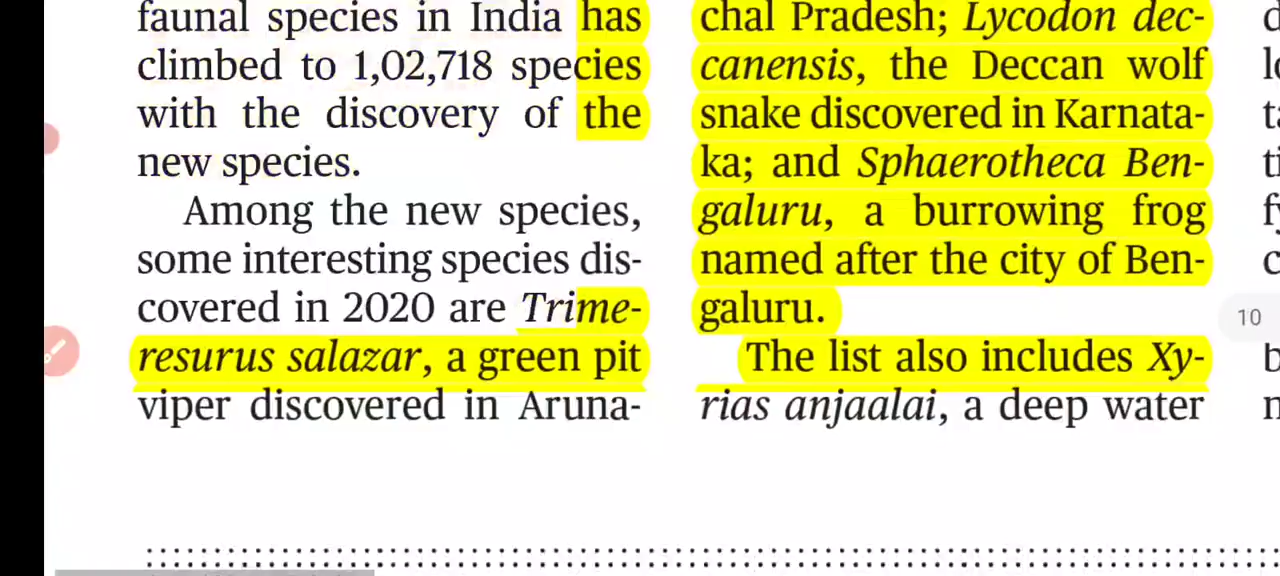 faunal species in India has
climbed to 1,02,718 species
with the discovery of the
new species.
Among the new species,
some interesting species dis-
covered in 2020 are Trime-
resurus salazar, a green pit
viper discovered in Aruna-
chal Pradesh; Lycodon dec-
canensis, the Deccan wolf
snake discovered in Karnata-
ka; and Sphaerotheca Ben-
galuru, a burrowing frog
named after the city of Ben-
galuru.
The list also includes Xy-
rias anjaalai, a deep water
10